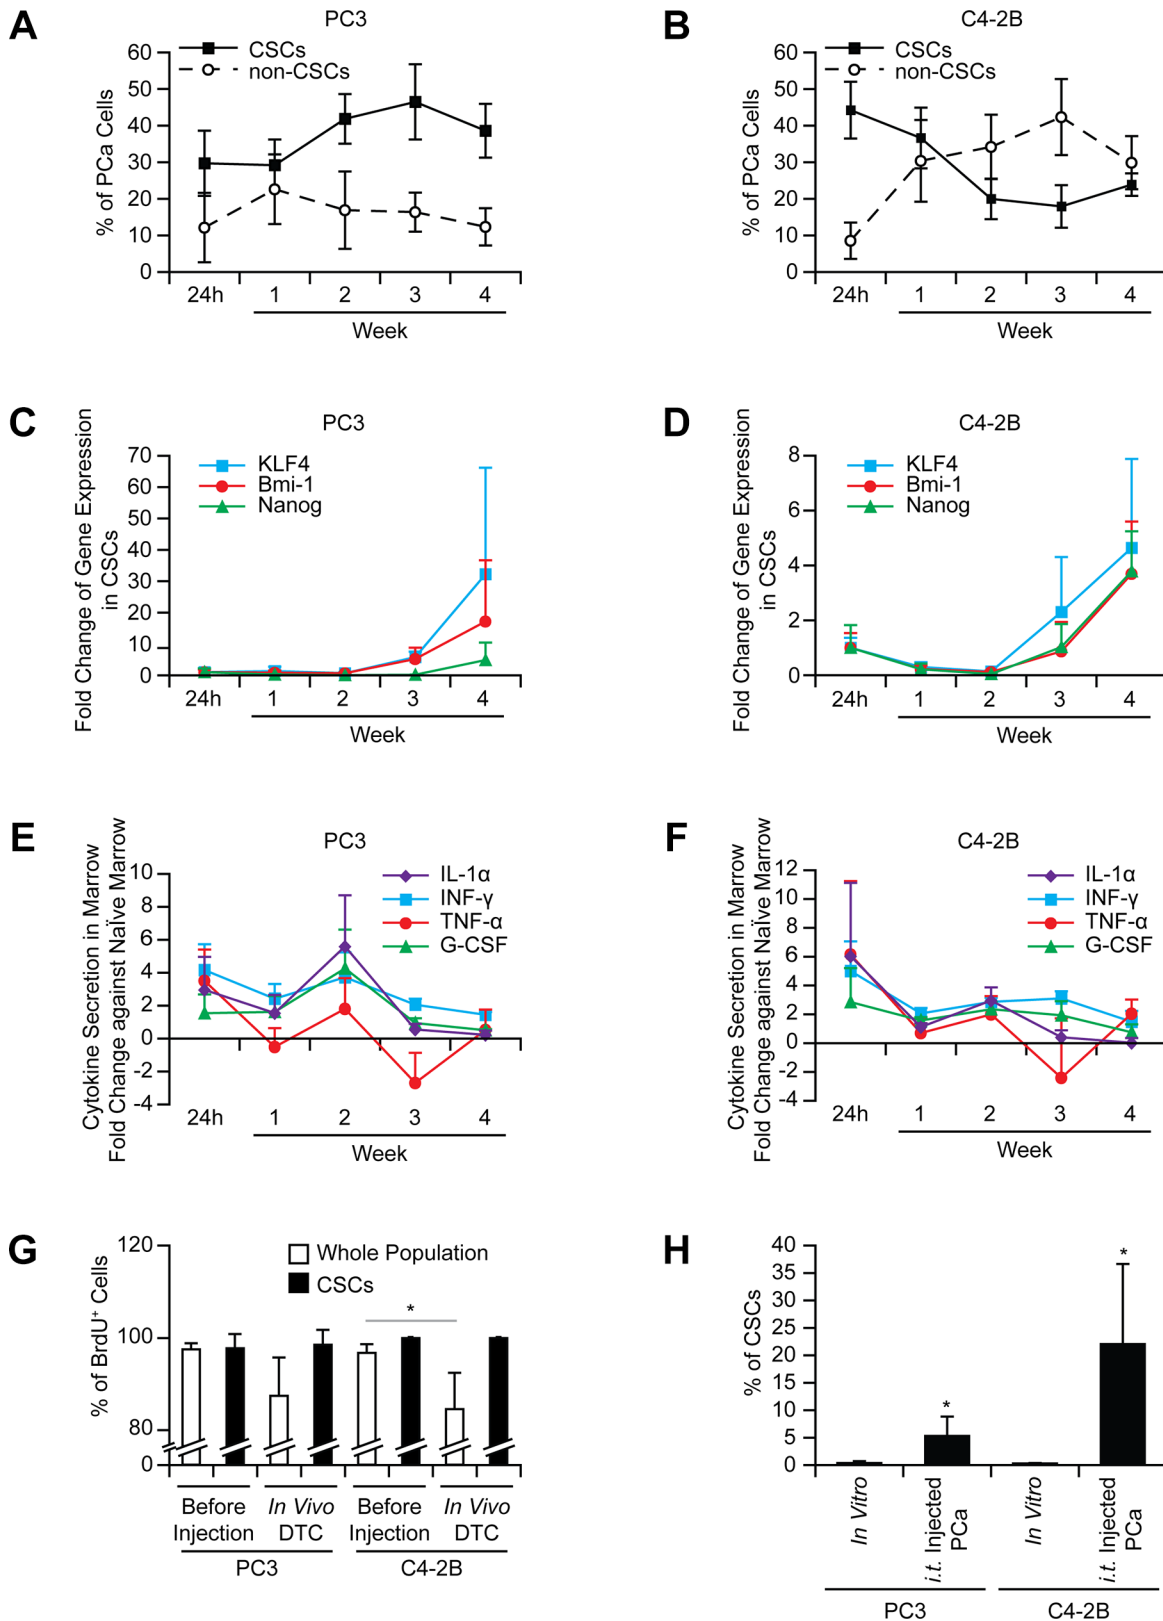 A
PC3
CSCs
non-CSCs
% of PCa Cells
60
50
40
30
20
10
0
24h 1 2 3 4
Week
B
C4-2B
CSCs
non-CSCs
% of PCa Cells
60
50
40
30
20
10
0
24h 1 2 3 4
Week
C
PC3
KLF4
Bmi-1
Nanog
Fold Change of Gene Expression
in CSCs
70
60
50
40
30
20
10
0
24h 1 2 3 4
Week
D
C4-2B
KLF4
Bmi-1
Nanog
Fold Change of Gene Expression
in CSCs
8
6
4
2
0
24h 1 2 3 4
Week
E
PC3
IL-1α
INF-γ
TNF-α
G-CSF
Cytokine Secretion in Marrow
Fold Change against Naïve Marrow
10
8
6
4
2
0
-2
-4
24h 1 2 3 4
Week
F
C4-2B
IL-1α
INF-γ
TNF-α
G-CSF
Cytokine Secretion in Marrow
Fold Change Against Naïve Marrow
12
10
8
6
4
2
0
-2
-4
24h 1 2 3 4
Week
G
Whole Population
CSCs
% of BrdU⁺ Cells
120
100
80
0
*
Before
Injection
In Vivo
DTC
Before
Injection
In Vivo
DTC
PC3
C4-2B
H
% of CSCs
40
35
30
25
20
15
10
5
0
*
*
In Vitro
i.t. Injected
PCa
In Vitro
i.t. Injected
PCa
PC3
C4-2B